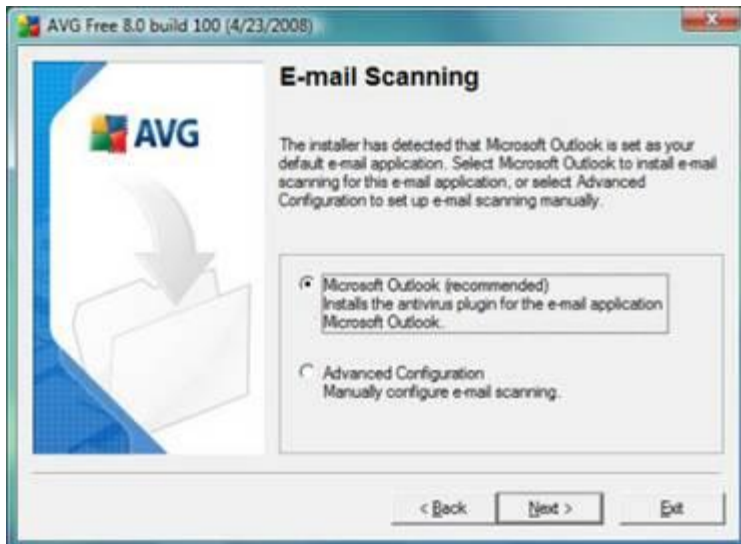 AVG Free 8.0 build 100 (4/23/2008)
AVG
E-mail Scanning
The installer has detected that Microsoft Outlook is set as your
default e-mail application. Select Microsoft Outlook to install e-mail
scanning for this e-mail application, or select Advanced
Configuration to set up e-mail scanning manually.
Microsoft Outlook (recommended)
Installs the antivirus plugin for the e-mail application
Microsoft Outlook.
Advanced Configuration
Manually configure e-mail scanning.
< Back
Next >
Exit